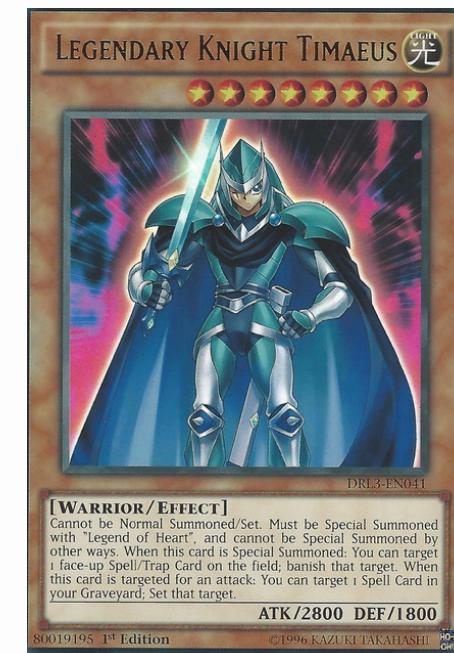 LEGENDARY KNIGHT TIMAEUS
LIGHT
光
DRL3-EN041
[WARRIOR/EFFECT]
Cannot be Normal Summoned/Set. Must be Special Summoned
with "Legend of Heart", and cannot be Special Summoned by
other ways. When this card is Special Summoned: You can target
1 face-up Spell/Trap Card on the field; banish that target. When
this card is targeted for an attack: You can target 1 Spell Card in
your Graveyard; Set that target.
ATK/2800 DEF/1800
80019195 1st Edition ©1996 KAZUKI TAKAHASHI